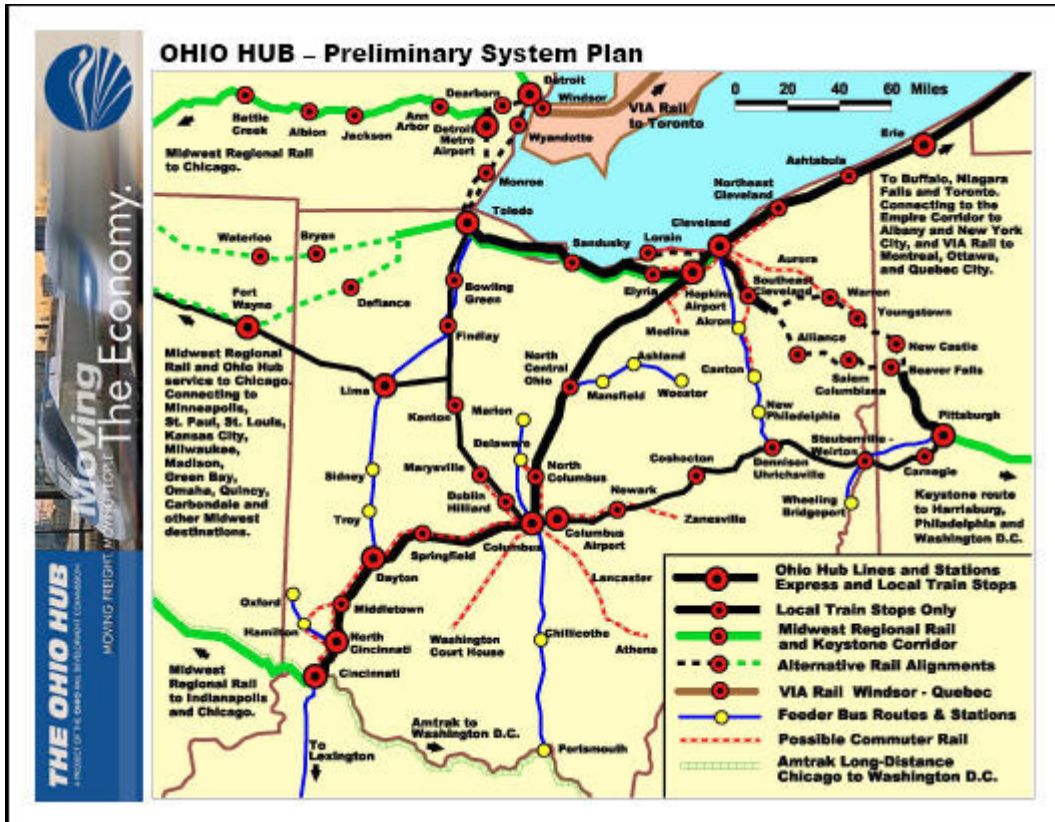 OHIO HUB – Preliminary System Plan
Detroit
Dearborn
Windsor
0 20 40 60 Miles
VIA Rail
to Toronto
Battle
Creek
Albion
Jackson
Ann
Arbor
Detroit
Metro
Airport
Wyandotte
Erie
Midwest Regional Rail
to Chicago.
Monroe
Ashtabula
Northeast
Cleveland
To Buffalo, Niagara
Falls and Toronto.
Connecting to the
Empire Corridor to
Albany and New York
City, and VIA Rail to
Montreal, Ottawa,
and Quebec City.
Toledo
Cleveland
Waterloo
Bryan
Sandusky
Lorain
Aurora
Fort
Wayne
Defiance
Bowling
Green
Elyria
Hopkins
Airport
Southeast
Cleveland
Warren
Youngstown
Medina
Akron
Findlay
Alliance
New Castle
Midwest Regional
Rail and Ohio Hub
service to Chicago.
Connecting to
Minneapolis,
St. Paul, St. Louis,
Kansas City,
Milwaukee,
Madison,
Green Bay,
Omaha, Quincy,
Carbondale and
other Midwest
destinations.
North
Central
Ohio
Ashland
Mansfield
Wooster
Canton
Salem
Columbiana
Beaver Falls
Lima
Kenton
Marion
New
Philadelphia
Pittsburgh
Delaware
Steubenville -
Weirton
Marysville
North
Columbus
Coshocton
Dennison
Uhrichsville
Carnegie
Sidney
Dublin
Hilliard
Newark
Wheeling
Bridgeport
Keystone route
to Harrisburg,
Philadelphia and
Washington D.C.
Troy
Zanesville
Springfield
Columbus
Columbus
Airport
Dayton
Lancaster
Oxford
Middletown
Hamilton
North
Cincinnati
Washington
Court House
Chillicothe
Athens
Cincinnati
Midwest
Regional Rail
to Indianapolis
and Chicago.
Amtrak to
Washington D.C.
To
Lexington
Portsmouth
Ohio Hub Lines and Stations
Express and Local Train Stops
Local Train Stops Only
Midwest Regional Rail
and Keystone Corridor
Alternative Rail Alignments
VIA Rail Windsor - Quebec
Feeder Bus Routes & Stations
Possible Commuter Rail
Amtrak Long-Distance
Chicago to Washington D.C.
Moving
The Economy.
THE OHIO HUB
A PROJECT OF THE OHIO RAIL DEVELOPMENT COMMISSION
MOVING FREIGHT, MOVING PEOPLE